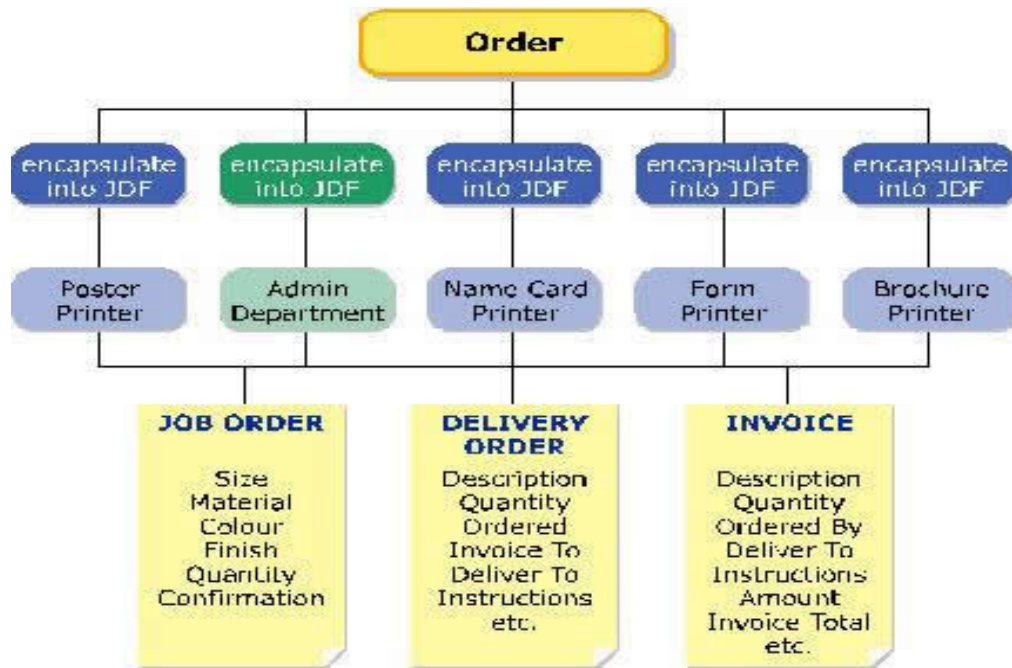 Order
encapsulate
into JDF
encapsulate
into JDF
encapsulate
into JDF
encapsulate
into JDF
encapsulate
into JDF
Poster
Printer
Admin
Department
Name Card
Printer
Form
Printer
Brochure
Printer
JOB ORDER
Size
Material
Colour
Finish
Quantity
Confirmation
DELIVERY
ORDER
Description
Quantity
Ordered
Invoice To
Deliver To
Instructions
etc.
INVOICE
Description
Quantity
Ordered By
Deliver To
Instructions
Amount
Invoice Total
etc.